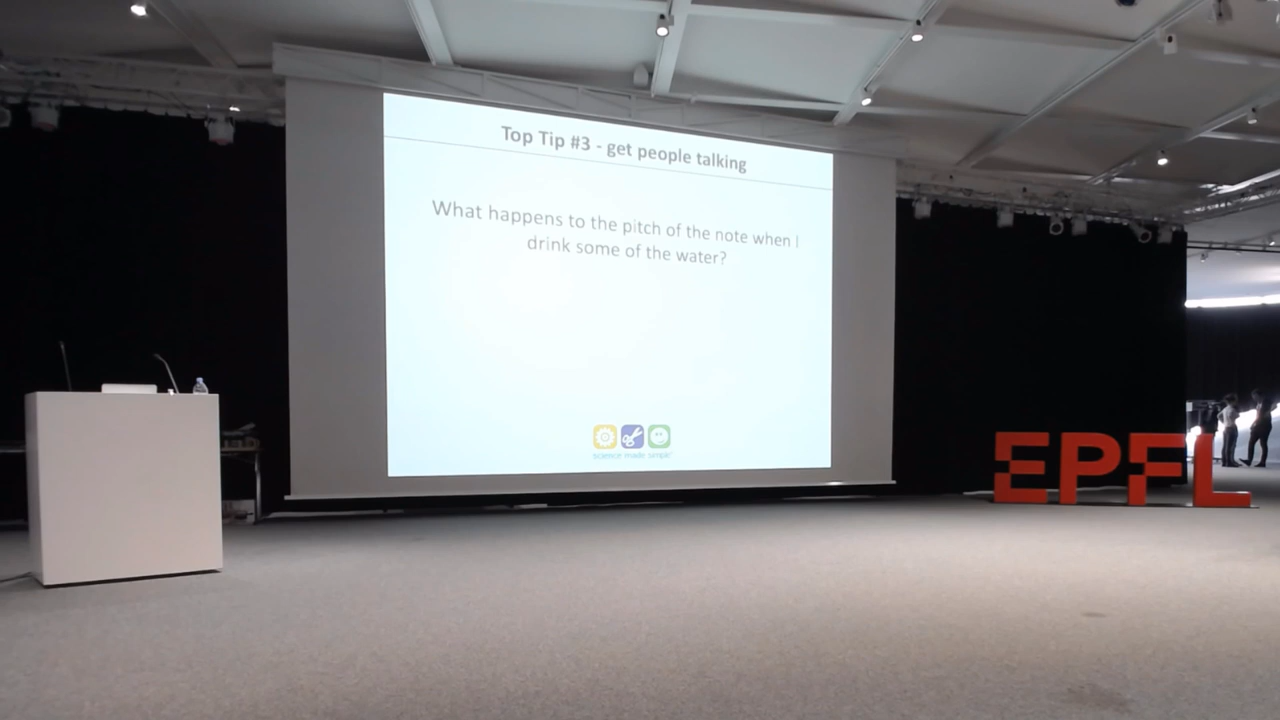 Top Tip #3 - get people talking
What happens to the pitch of the note when I
drink some of the water?
science made simple
EPFL